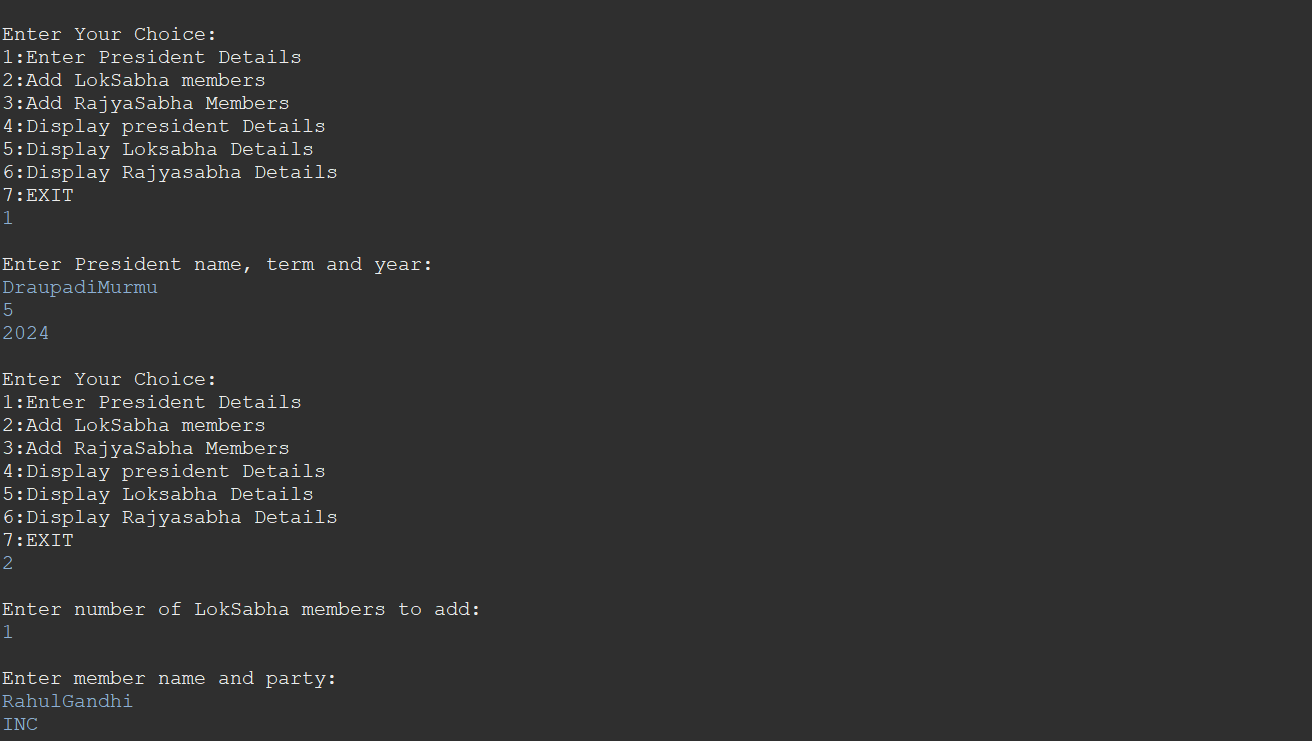 Enter Your Choice:
1:Enter President Details
2:Add LokSabha members
3:Add RajyaSabha Members
4:Display president Details
5:Display Loksabha Details
6:Display Rajyasabha Details
7:EXIT
1
Enter President name, term and year:
DraupadiMurmu
5
2024
Enter Your Choice:
1:Enter President Details
2:Add LokSabha members
3:Add RajyaSabha Members
4:Display president Details
5:Display Loksabha Details
6:Display Rajyasabha Details
7:EXIT
2
Enter number of LokSabha members to add:
1
Enter member name and party:
RahulGandhi
INC